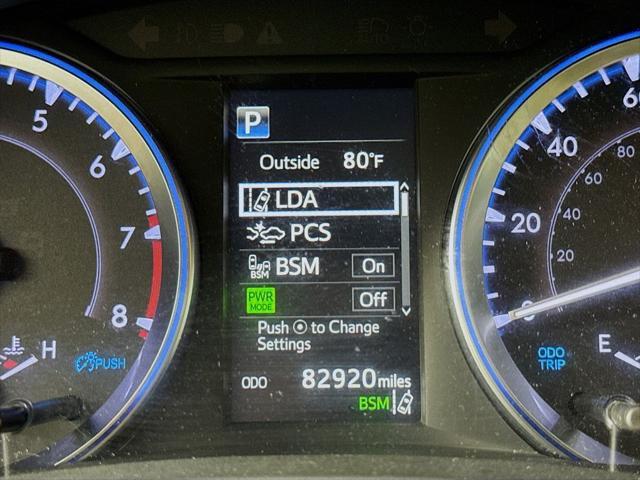 P
Outside 80°F
LDA
PCS
BSM BSM On
PWR MODE Off
Push to Change
Settings
ODO 82920 miles
BSM
5
6
7
8
H
PUSH
60
40
20
0
80
60
40
20
ODO
TRIP
E